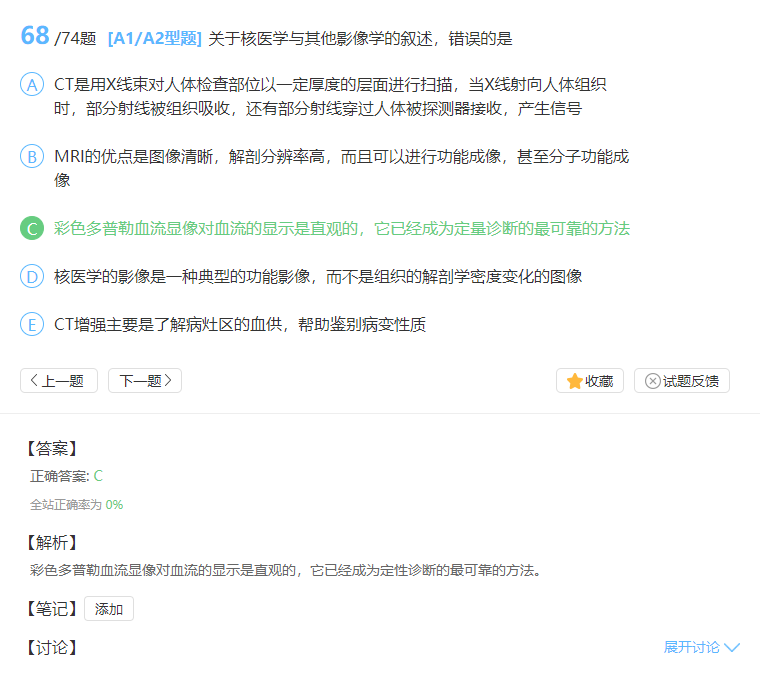 68 /74题 [A1/A2型题] 关于核医学与其他影像学的叙述，错误的是
A CT是用X线束对人体检查部位以一定厚度的层面进行扫描，当X线射向人体组织
时，部分射线被组织吸收，还有部分射线穿过人体被探测器接收，产生信号
B MRI的优点是图像清晰，解剖分辨率高，而且可以进行功能成像，甚至分子功能成
像
C 彩色多普勒血流显像对血流的显示是直观的，它已经成为定量诊断的最可靠的方法
D 核医学的影像是一种典型的功能影像，而不是组织的解剖学密度变化的图像
E CT增强主要是了解病灶区的血供，帮助鉴别病变性质
上一题 下一题 收藏 试题反馈
【答案】
正确答案: C
全站正确率为 0%
【解析】
彩色多普勒血流显像对血流的显示是直观的，它已经成为定性诊断的最可靠的方法。
【笔记】 添加
【讨论】 展开讨论